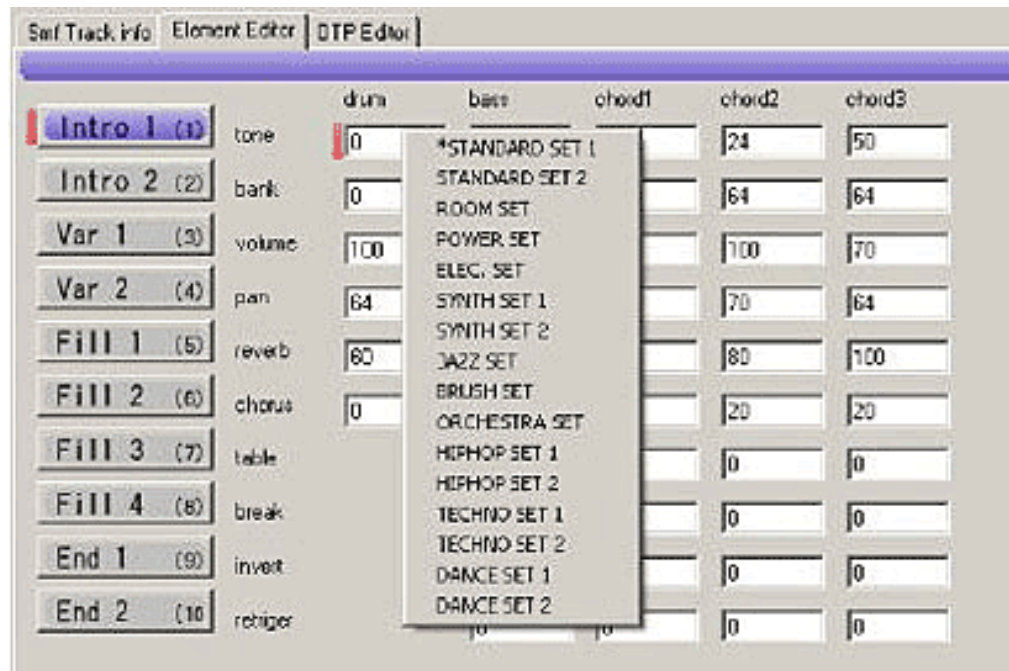 Smf Track info Element Editor DTP Editor
drum bass chord1 chord2 chord3
Intro 1 (1) tone 0 24 50
Intro 2 (2) bank 0 64 64
Var 1 (3) volume 100 100 70
Var 2 (4) pan 64 70 64
Fill 1 (5) reverb 60 80 100
Fill 2 (6) chorus 0 20 20
Fill 3 (7) table 0 0
Fill 4 (8) break 0 0
End 1 (9) invert 0 0
End 2 (10 retriger 0 0 0 0
*STANDARD SET 1
STANDARD SET 2
ROOM SET
POWER SET
ELEC. SET
SYNTH SET 1
SYNTH SET 2
JAZZ SET
BRUSH SET
ORCHESTRA SET
HIPHOP SET 1
HIPHOP SET 2
TECHNO SET 1
TECHNO SET 2
DANCE SET 1
DANCE SET 2